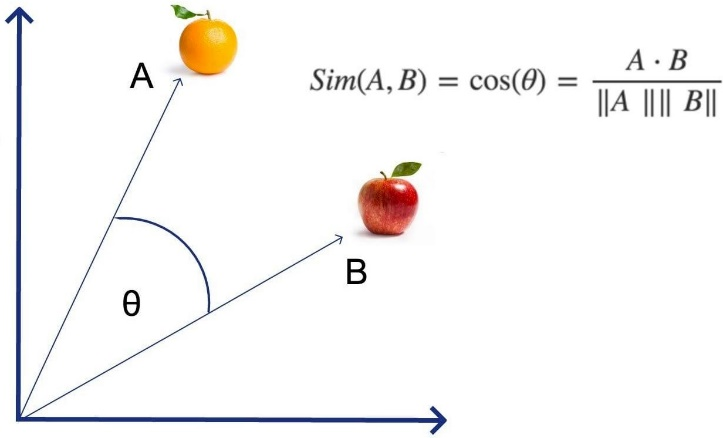 A
Sim(A, B) = cos(θ) = A · B / ‖A ‖‖ B‖
B
θ